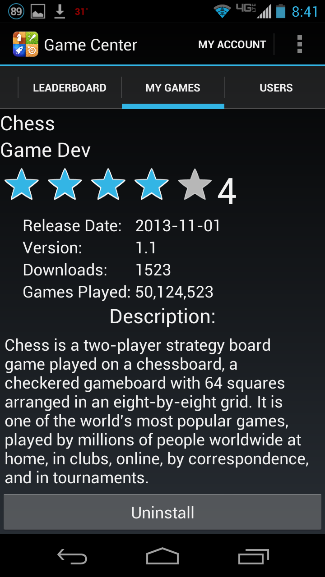 89 31° 4G 8:41
Game Center MY ACCOUNT
LEADERBOARD MY GAMES USERS
Chess
Game Dev
4
Release Date: 2013-11-01
Version: 1.1
Downloads: 1523
Games Played: 50,124,523
Description:
Chess is a two-player strategy board
game played on a chessboard, a
checkered gameboard with 64 squares
arranged in an eight-by-eight grid. It is
one of the world's most popular games,
played by millions of people worldwide at
home, in clubs, online, by correspondence,
and in tournaments.
Uninstall